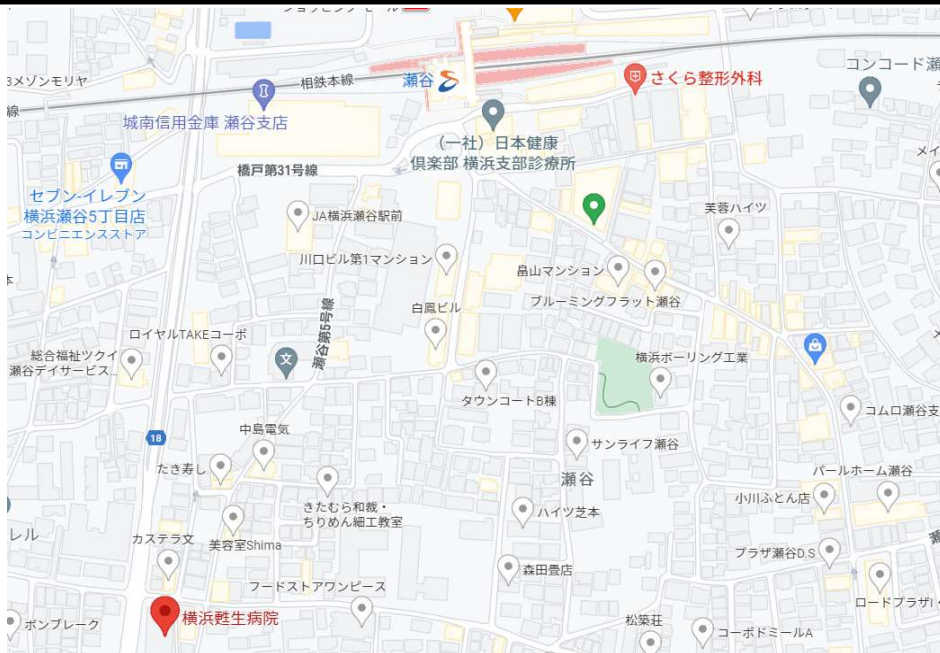 ショッピングモール
3メゾンモリヤ
相鉄本線
瀬谷
さくら整形外科
コンコード瀬
線
城南信用金庫 瀬谷支店
（一社）日本健康
倶楽部 横浜支部診療所
橋戸第31号線
メイ
セブン-イレブン
横浜瀬谷5丁目店
コンビニエンスストア
JA横浜瀬谷駅前
芙蓉ハイツ
川口ビル第1マンション
畠山マンション
ブルーミングフラット瀬谷
白鳳ビル
瀬谷第5号線
ロイヤルTAKEコーポ
総合福祉ツクイ
瀬谷デイサービス...
文
横浜ボーリング工業
タウンコートB棟
コムロ瀬谷支
中島電気
18
サンライフ瀬谷
たき寿し
瀬谷
パールホーム瀬谷
きたむら和裁・
ちりめん細工教室
小川ふとん店
ハイツ芝本
レル
カステラ文
美容室Shima
プラザ瀬谷D.S
森田畳店
フードストアワンピース
ロードプラザI・
ボンブレーク
横浜甦生病院
松築荘
コーポドミールA